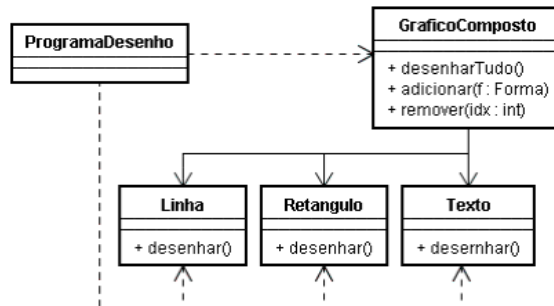 ProgramaDesenho
GraficoComposto
+ desenharTudo()
+ adicionar(f : Forma)
+ remover(idx : int)
Linha
+ desenhar()
Retangulo
+ desenhar()
Texto
+ desernhar()